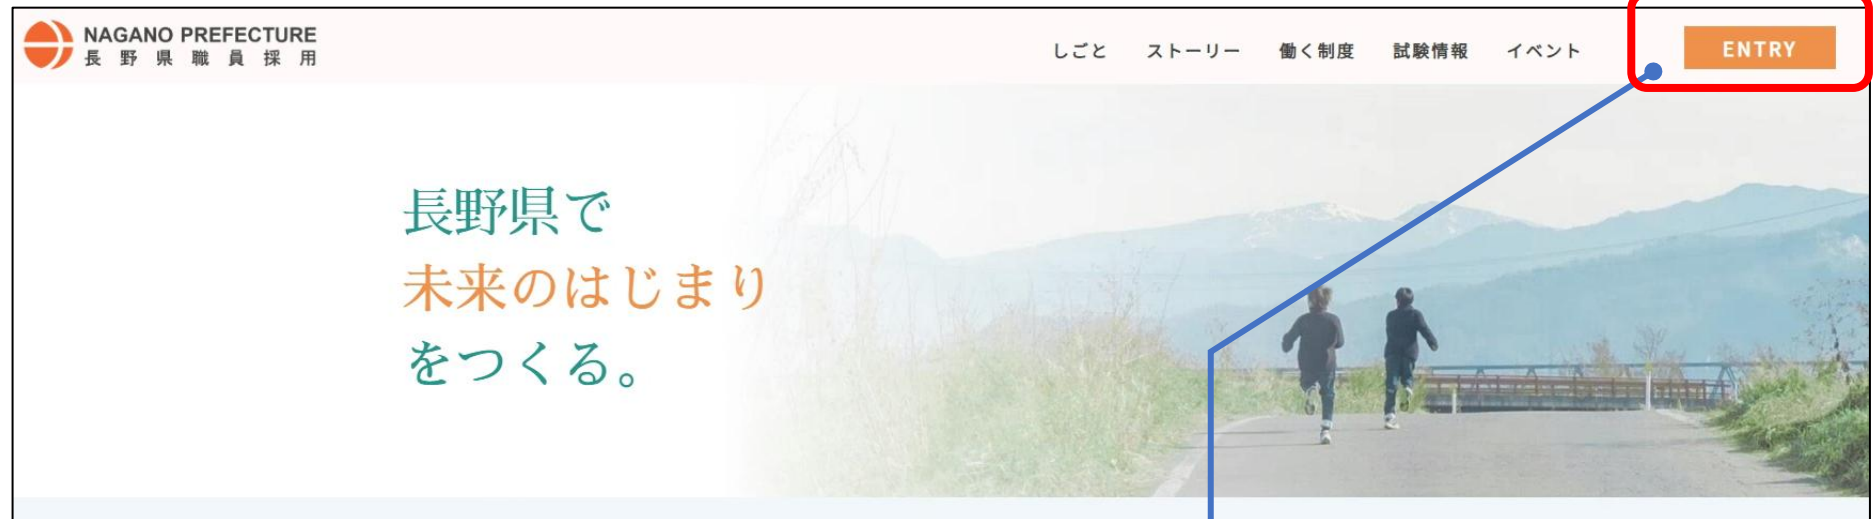 NAGANO PREFECTURE
長野県職員採用
しごと ストーリー 働く制度 試験情報 イベント ENTRY
長野県で
未来のはじまり
をつくる。